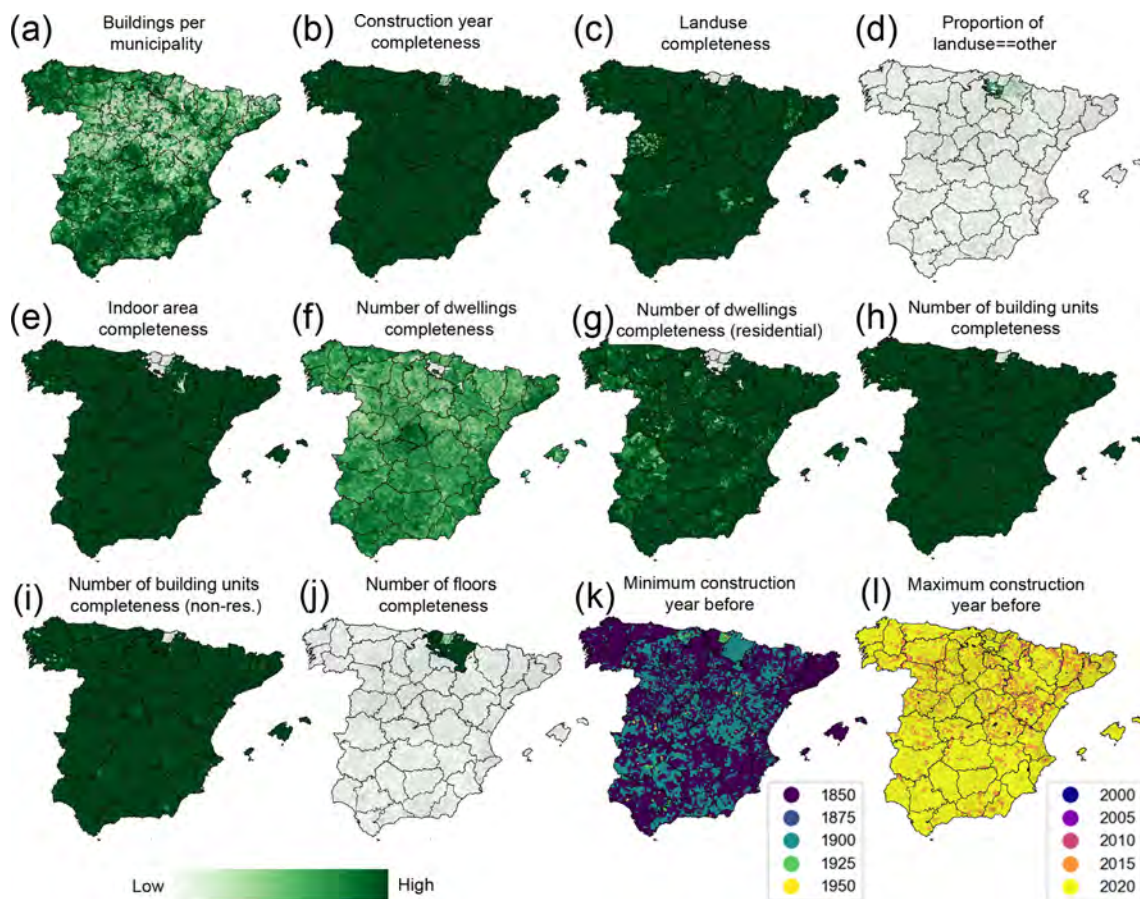 (a) Buildings per
municipality
(b) Construction year
completeness
(c) Landuse
completeness
(d) Proportion of
landuse==other
(e) Indoor area
completeness
(f) Number of dwellings
completeness
(g) Number of dwellings
completeness (residential)
(h) Number of building units
completeness
(i) Number of building units
completeness (non-res.)
(j) Number of floors
completeness
(k) Minimum construction
year before
(l) Maximum construction
year before
1850
1875
1900
1925
1950
2000
2005
2010
2015
2020
Low High